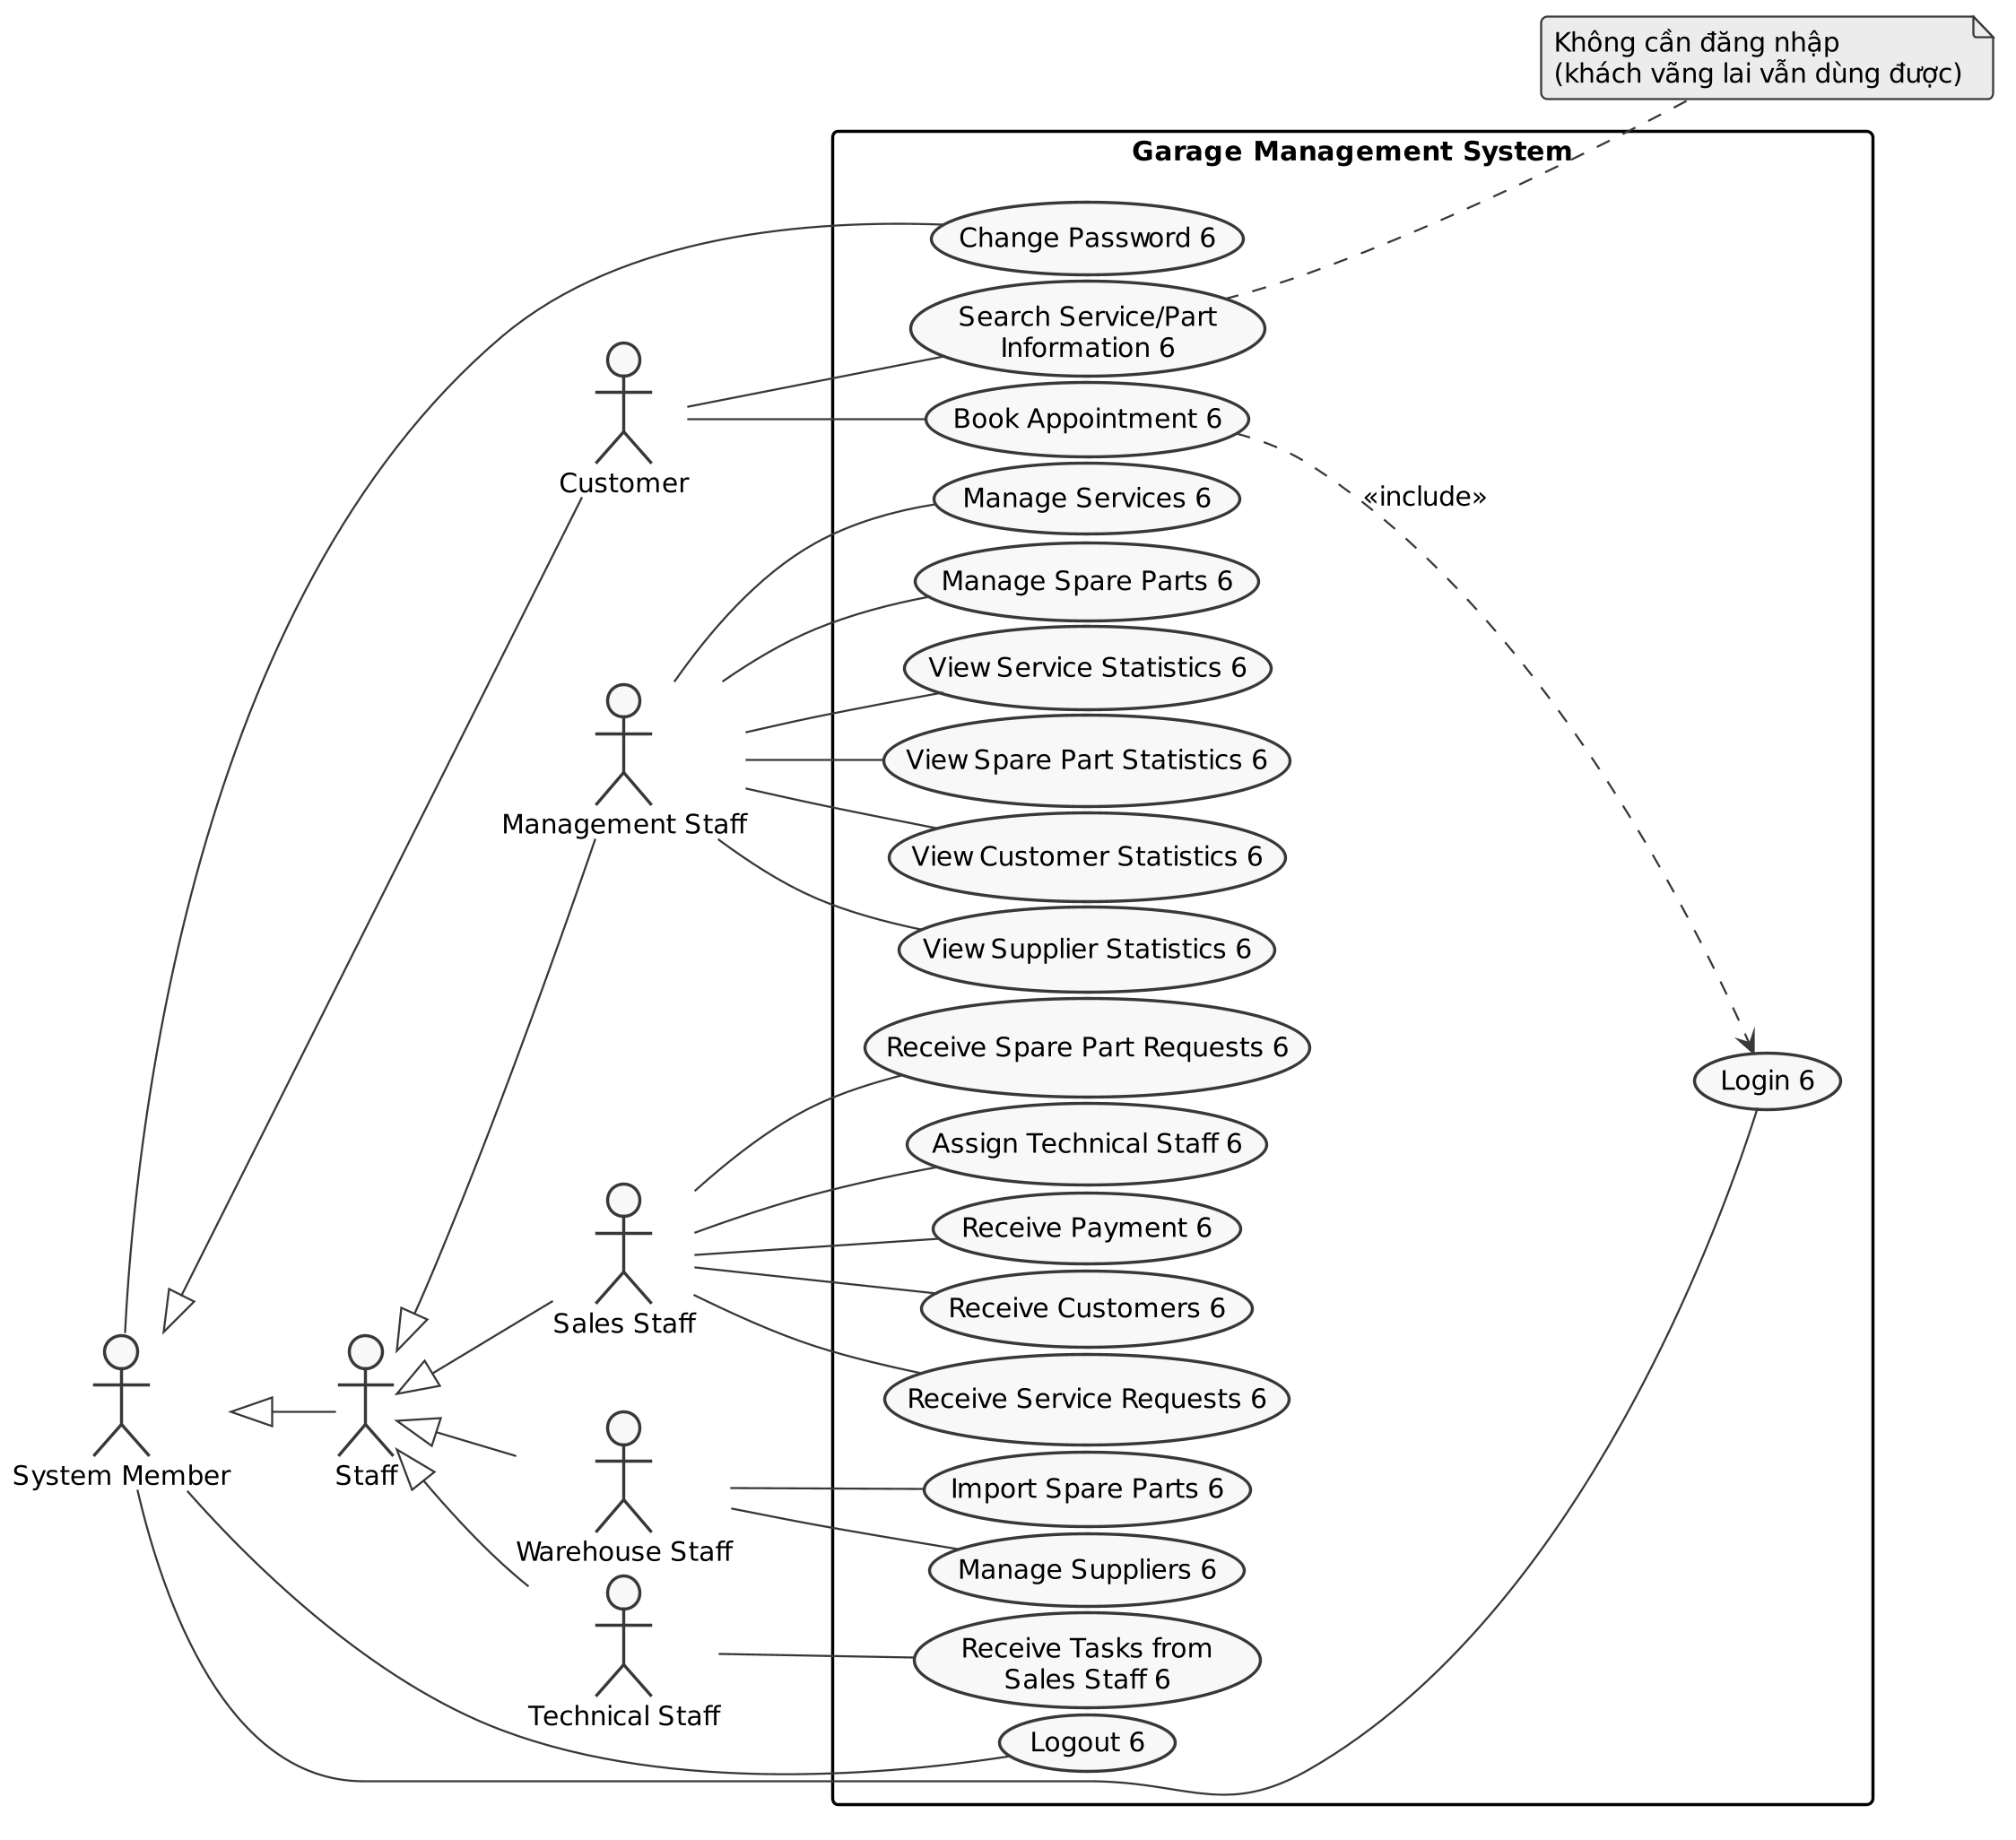 Không cần đăng nhập
(khách vãng lai vẫn dùng được)
Garage Management System
Change Password 6
Search Service/Part
Information 6
Book Appointment 6
Customer
«include»
Manage Services 6
Manage Spare Parts 6
View Service Statistics 6
View Spare Part Statistics 6
Management Staff
View Customer Statistics 6
View Supplier Statistics 6
Receive Spare Part Requests 6
Login 6
Assign Technical Staff 6
Receive Payment 6
Receive Customers 6
Sales Staff
Receive Service Requests 6
System Member
Staff
Import Spare Parts 6
Warehouse Staff
Manage Suppliers 6
Receive Tasks from
Sales Staff 6
Technical Staff
Logout 6